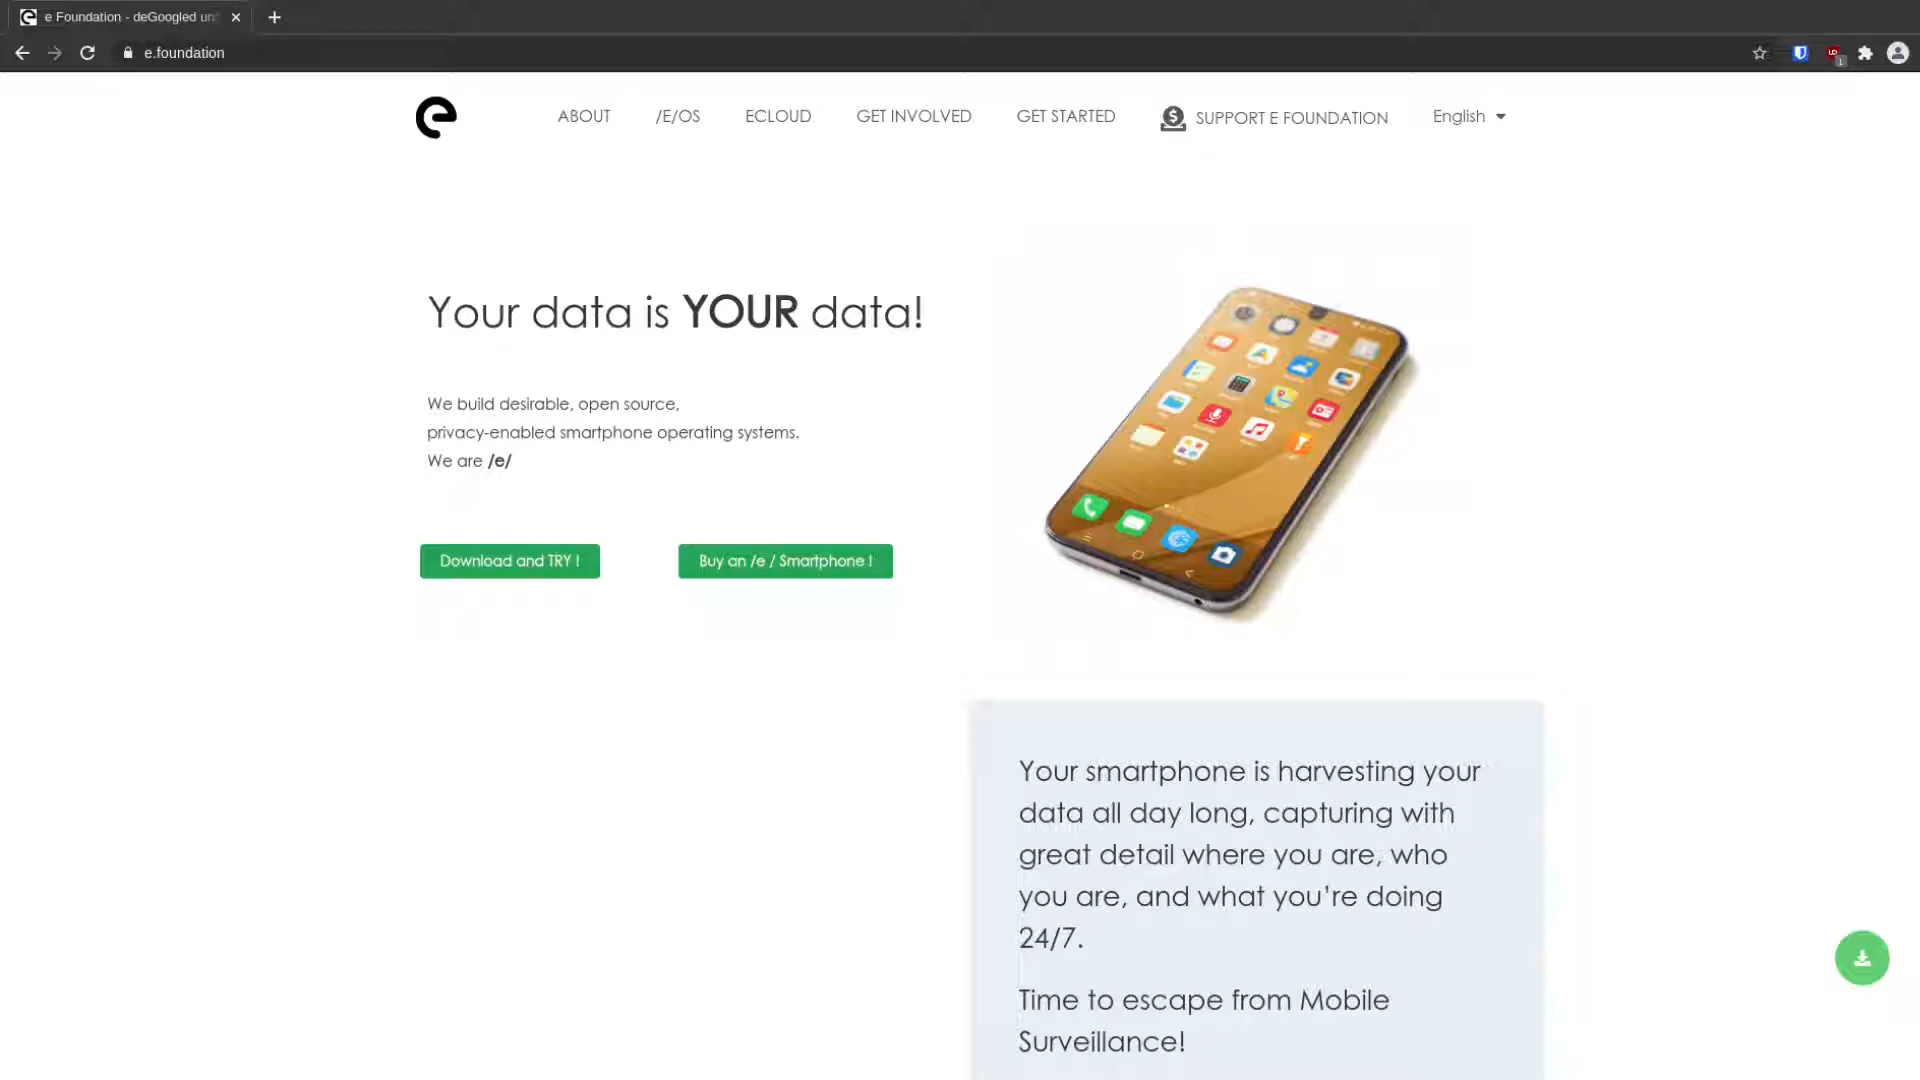 e Foundation - deGoogled un
e.foundation
ABOUT
/E/OS
ECLOUD
GET INVOLVED
GET STARTED
SUPPORT E FOUNDATION
English
Your data is YOUR data!
We build desirable, open source,
privacy-enabled smartphone operating systems.
We are /e/
Download and TRY !
Buy an /e / Smartphone !
Your smartphone is harvesting your
data all day long, capturing with
great detail where you are, who
you are, and what you’re doing
24/7.
Time to escape from Mobile
Surveillance!